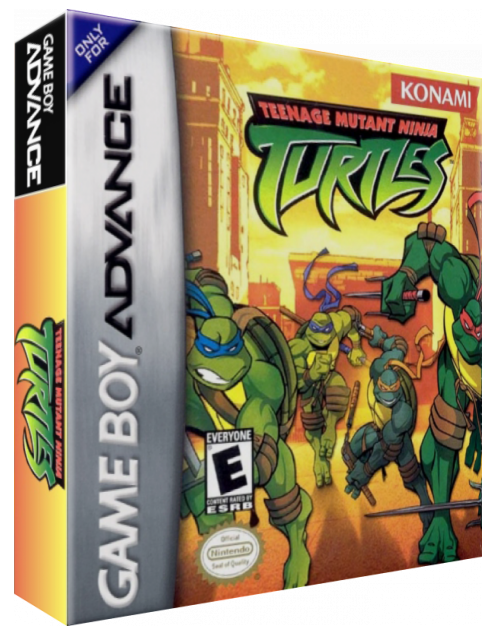 GAME BOY
ADVANCE
TEENAGE MUTANT NINJA
TURTLES
ONLY
FOR
GAME BOY ADVANCE
KONAMI
TEENAGE MUTANT NINJA
TURTLES
EVERYONE
E
CONTENT RATED BY
ESRB
Official
Nintendo
Seal of Quality